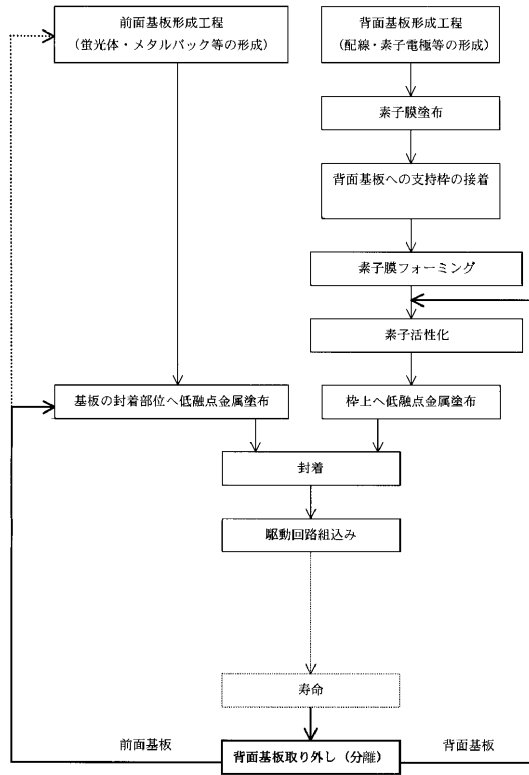 前面基板形成工程
(蛍光体・メタルバック等の形成)
背面基板形成工程
(配線・素子電極等の形成)
素子膜塗布
背面基板への支持枠の接着
素子膜フォーミング
素子活性化
基板の封着部位へ低融点金属塗布
枠上へ低融点金属塗布
封着
駆動回路組込み
寿命
前面基板
背面基板取り外し(分離)
背面基板